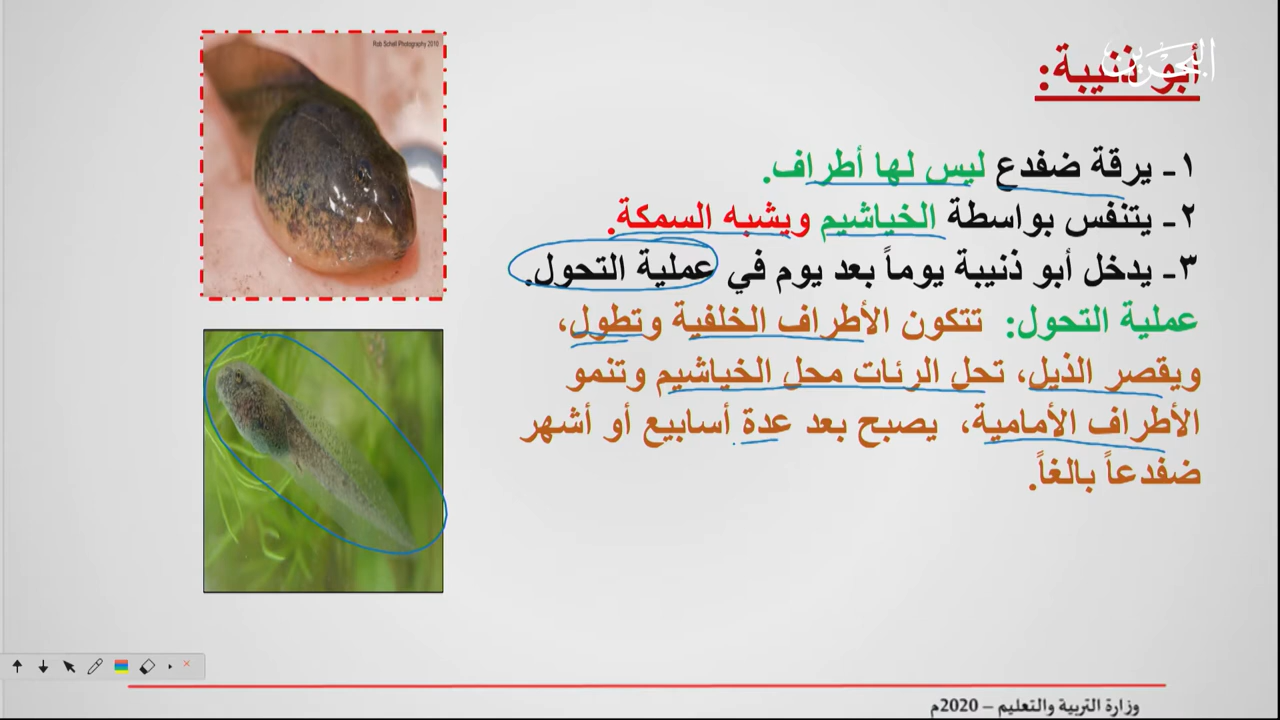 Rob Schell Photography 2010
البحرين
أبو ذنيبة:
١- يرقة ضفدع ليس لها أطراف.
٢- يتنفس بواسطة الخياشيم ويشبه السمكة.
٣- يدخل أبو ذنيبة يوماً بعد يوم في عملية التحول.
عملية التحول: تتكون الأطراف الخلفية وتطول،
ويقصر الذيل، تحل الرئات محل الخياشيم وتنمو
الأطراف الأمامية، يصبح بعد عدة أسابيع أو أشهر
ضفدعاً بالغاً.
وزارة التربية والتعليم – 2020م